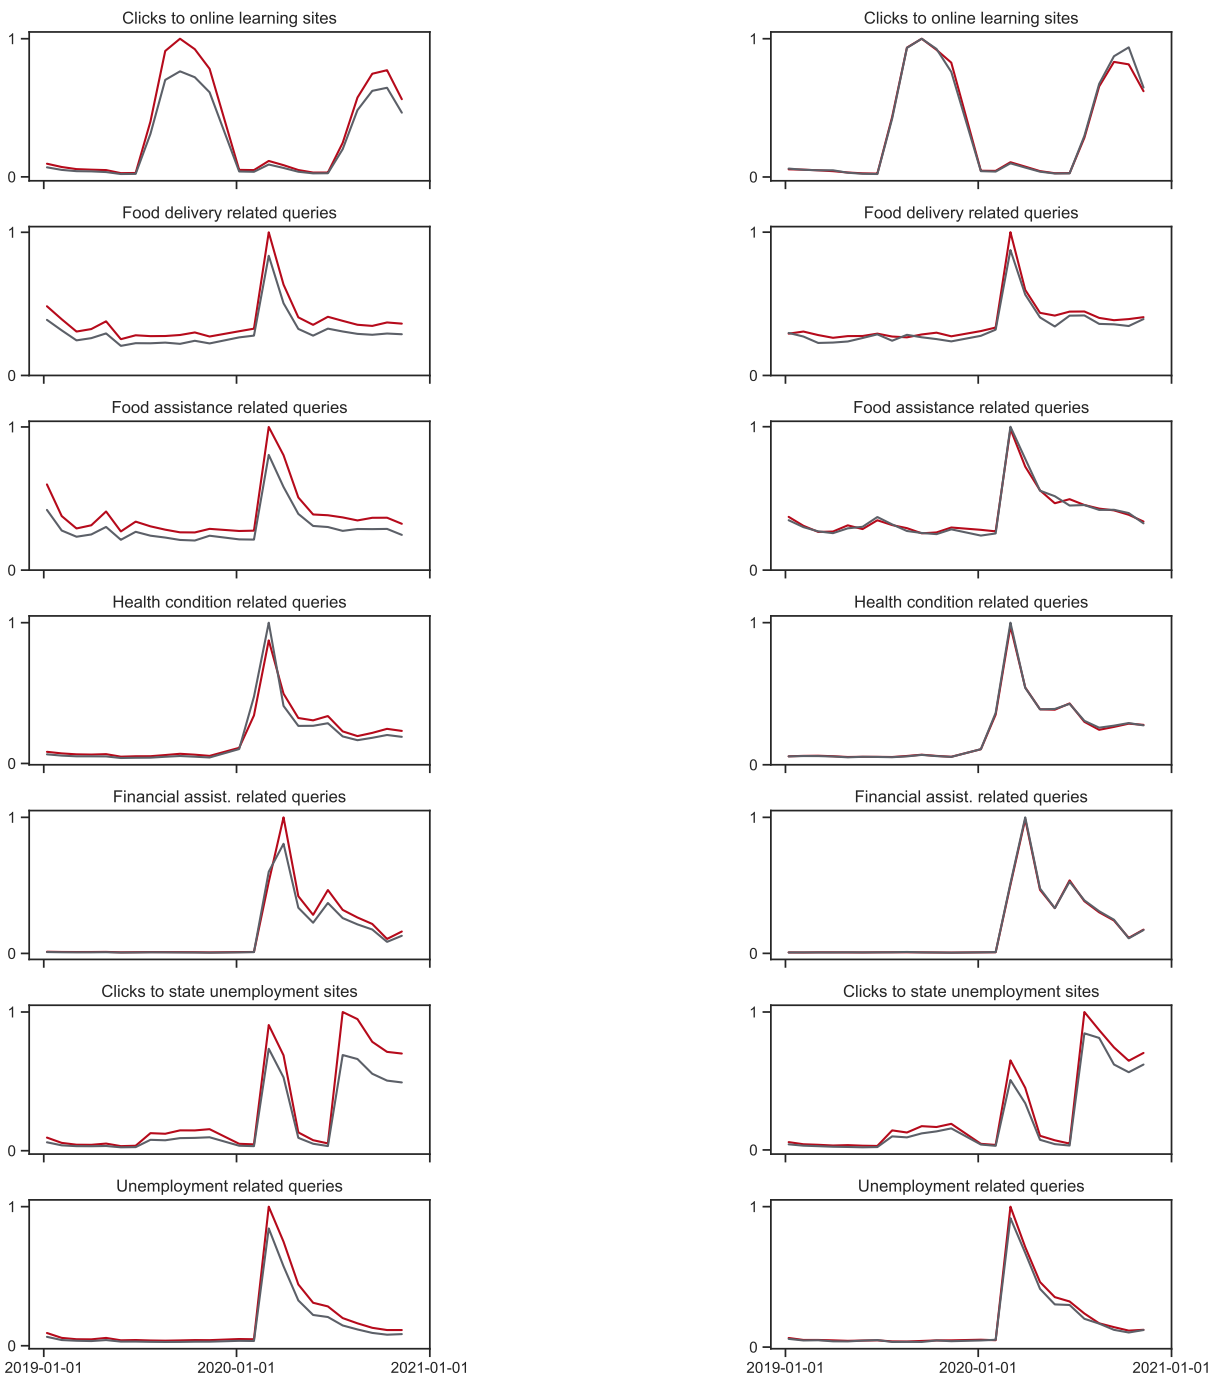 Clicks to online learning sites
1
0
Food delivery related queries
1
0
Food assistance related queries
1
0
Health condition related queries
1
0
Financial assist. related queries
1
0
Clicks to state unemployment sites
1
0
Unemployment related queries
1
0
2019-01-01 2020-01-01 2021-01-01
Clicks to online learning sites
1
0
Food delivery related queries
1
0
Food assistance related queries
1
0
Health condition related queries
1
0
Financial assist. related queries
1
0
Clicks to state unemployment sites
1
0
Unemployment related queries
1
0
2019-01-01 2020-01-01 2021-01-01